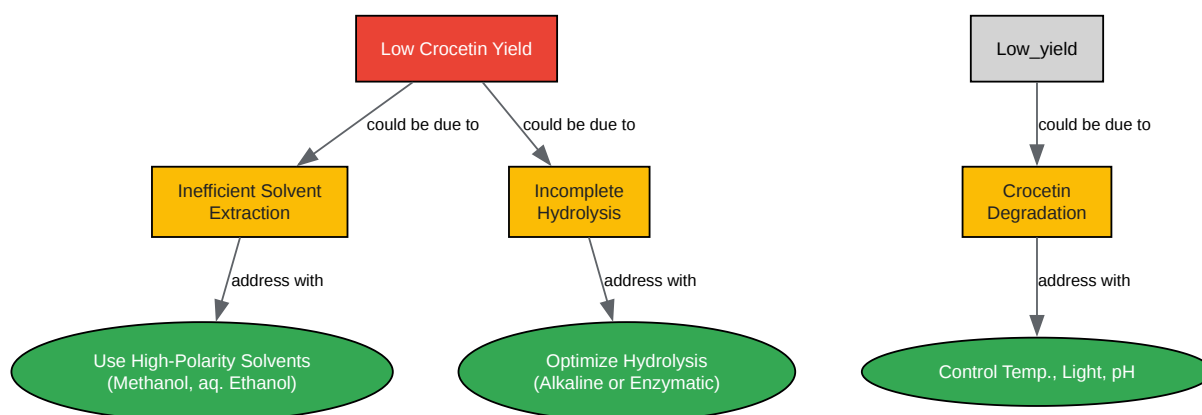 Low Crocetin Yield
Low_yield
could be due to
could be due to
could be due to
Inefficient Solvent
Extraction
Incomplete
Hydrolysis
Crocetin
Degradation
address with
address with
address with
Use High-Polarity Solvents
(Methanol, aq. Ethanol)
Optimize Hydrolysis
(Alkaline or Enzymatic)
Control Temp., Light, pH